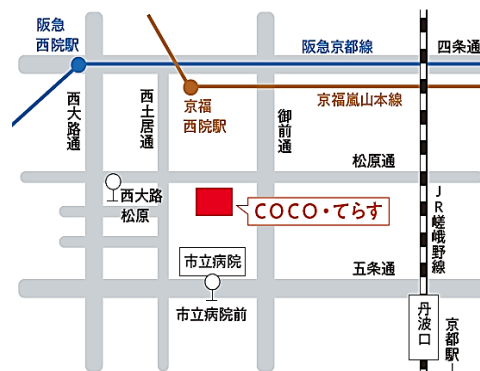 阪急
西院駅
阪急京都線
四条通
西大路通
西土居通
京福
西院駅
御前通
京福嵐山本線
松原通
西大路
松原
COCO・てらす
JR嵯峨野線
市立病院
五条通
市立病院前
丹波口
京都駅